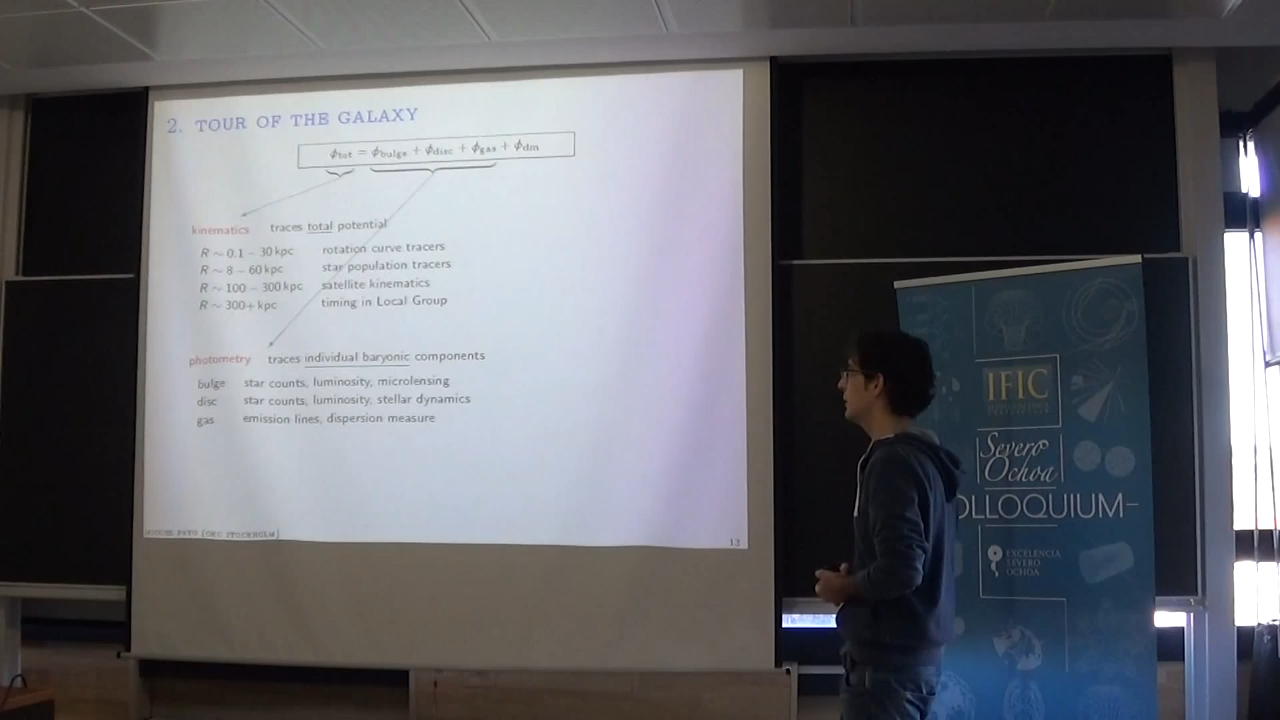 2. TOUR OF THE GALAXY
ϕtot = ϕbulge + ϕdisc + ϕgas + ϕdm
kinematics traces total potential
R ∼ 0.1 – 30 kpc rotation curve tracers
R ∼ 8 – 60 kpc star population tracers
R ∼ 100 – 300 kpc satellite kinematics
R ∼ 300+ kpc timing in Local Group
photometry traces individual baryonic components
bulge star counts, luminosity, microlensing
disc star counts, luminosity, stellar dynamics
gas emission lines, dispersion measure
13
IFIC
Severo
Ochoa
OLLOQUIUM
EXCELENCIA
SEVERO
OCHOA